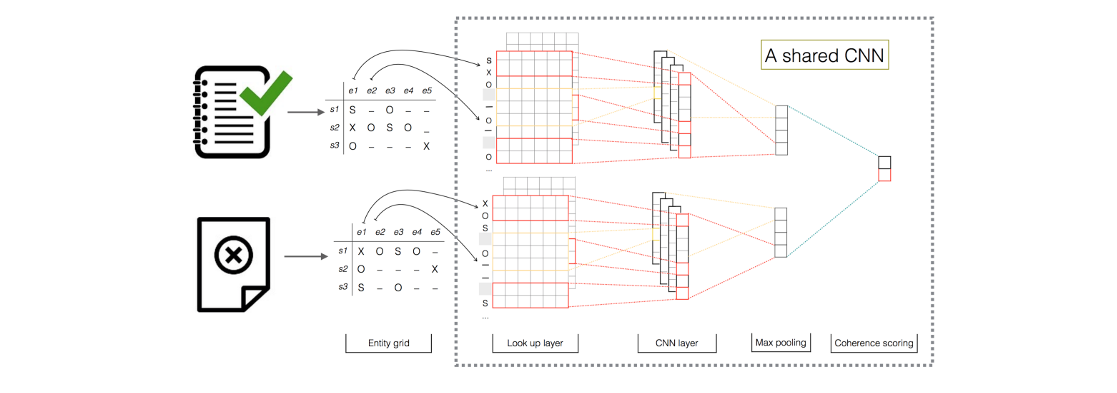 A shared CNN
e1 e2 e3 e4 e5
s1 S – O – –
s2 X O S O _
s3 O – – – X
S
X
O
—
O
—
O
...
e1 e2 e3 e4 e5
s1 X O S O –
s2 O – – – X
s3 S – O – –
X
O
S
O
—
—
S
...
Entity grid
Look up layer
CNN layer
Max pooling
Coherence scoring